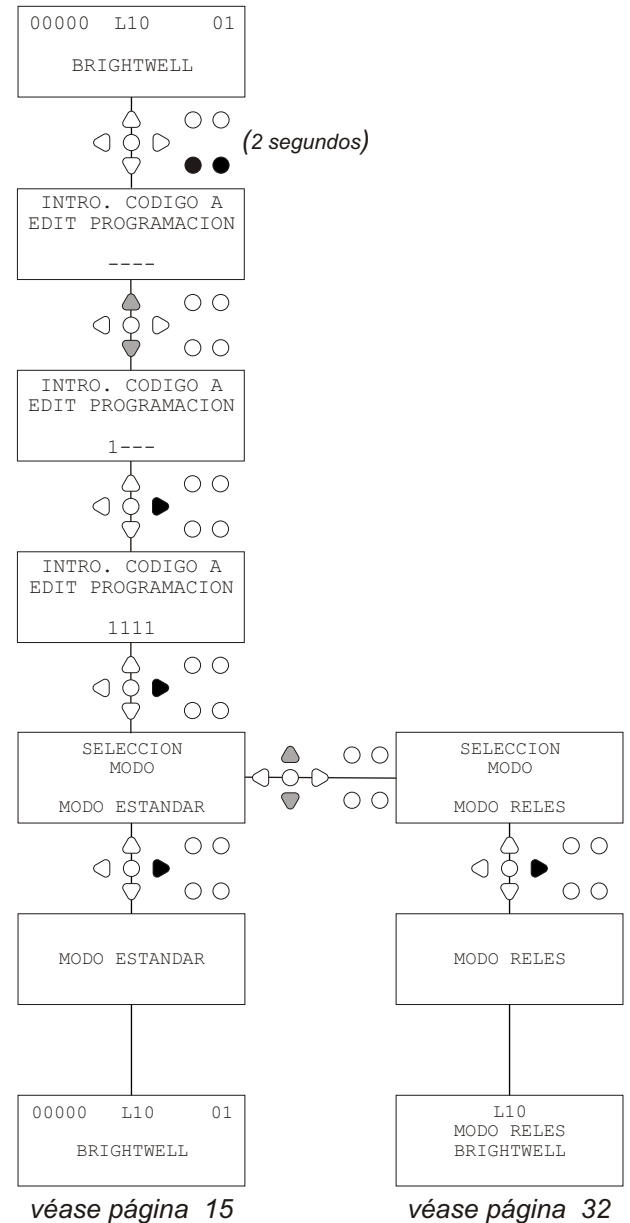 00000 L10 01
BRIGHTWELL
(2 segundos)
INTRO. CODIGO A
EDIT PROGRAMACION
----
INTRO. CODIGO A
EDIT PROGRAMACION
1---
INTRO. CODIGO A
EDIT PROGRAMACION
1111
SELECCION
MODO
MODO ESTANDAR
SELECCION
MODO
MODO RELES
MODO ESTANDAR
MODO RELES
00000 L10 01
BRIGHTWELL
L10
MODO RELES
BRIGHTWELL
véase página 15
véase página 32